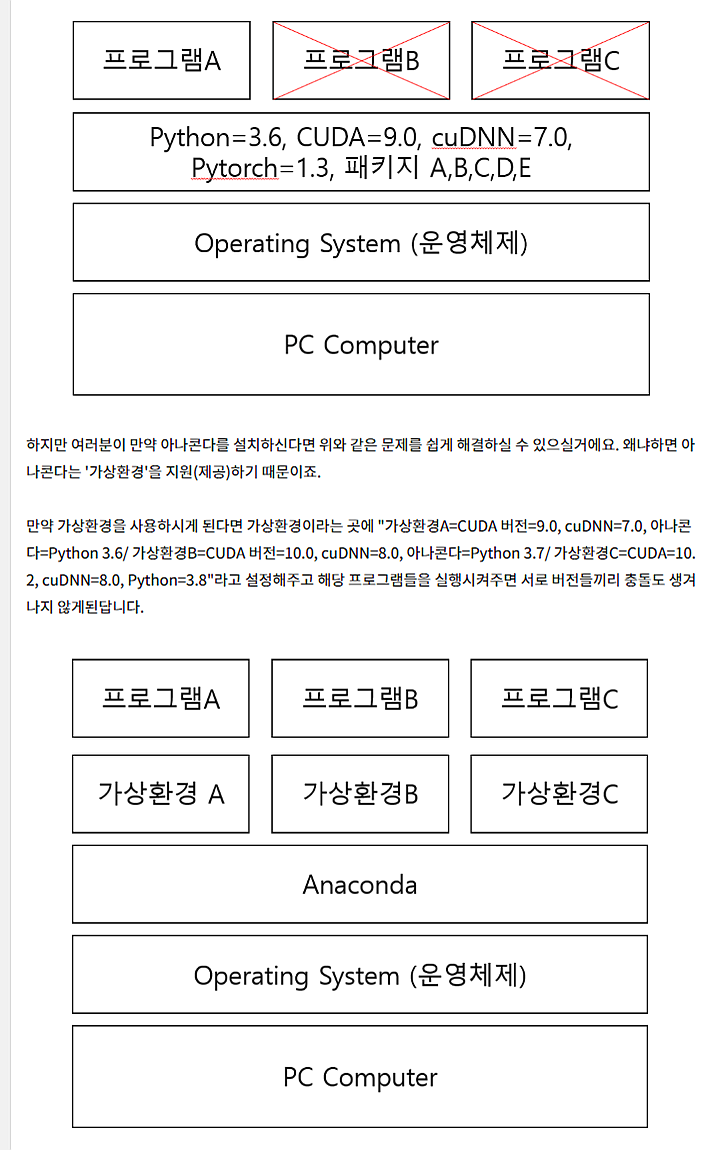 프로그램A
프로그램B
프로그램C
Python=3.6, CUDA=9.0, cuDNN=7.0,
Pytorch=1.3, 패키지 A,B,C,D,E
Operating System (운영체제)
PC Computer
하지만 여러분이 만약 아나콘다를 설치하신다면 위와 같은 문제를 쉽게 해결하실 수 있으실거에요. 왜냐하면 아
나콘다는 '가상환경'을 지원(제공)하기 때문이죠.
만약 가상환경을 사용하시게 된다면 가상환경이라는 곳에 "가상환경A=CUDA 버전=9.0, cuDNN=7.0, 아나콘
다=Python 3.6/ 가상환경B=CUDA 버전=10.0, cuDNN=8.0, 아나콘다=Python 3.7/ 가상환경C=CUDA=10.
2, cuDNN=8.0, Python=3.8"라고 설정해주고 해당 프로그램들을 실행시켜주면 서로 버전들끼리 충돌도 생겨
나지 않게된답니다.
프로그램A
프로그램B
프로그램C
가상환경 A
가상환경B
가상환경C
Anaconda
Operating System (운영체제)
PC Computer